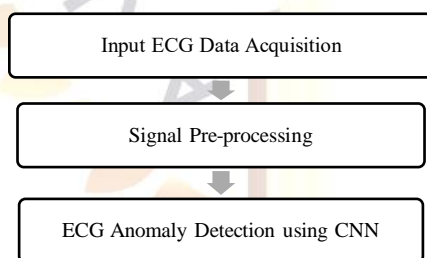 Input ECG Data Acquisition
Signal Pre-processing
ECG Anomaly Detection using CNN